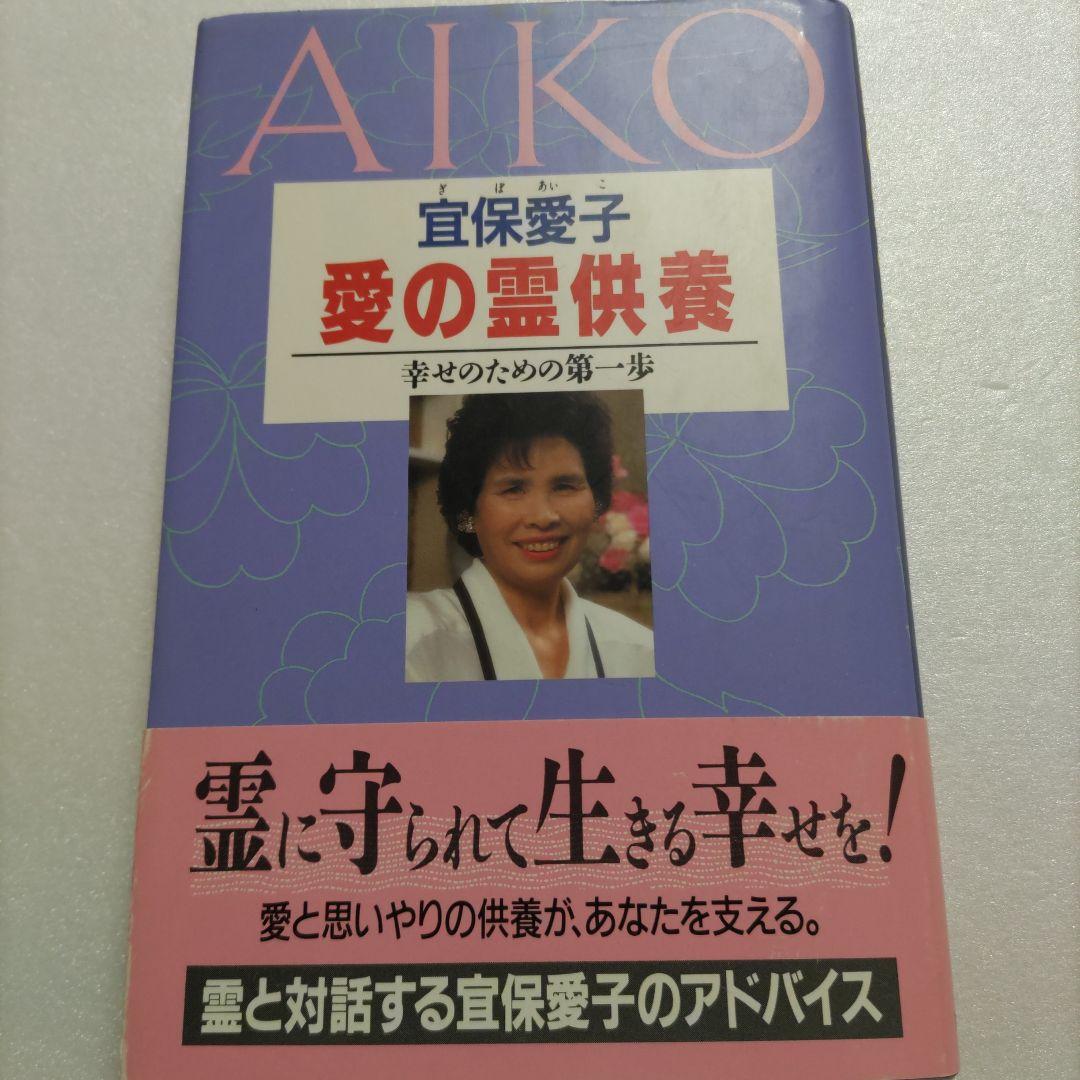 AIKO
ぎぼあいこ
宜保愛子
愛の霊供養
幸せのための第一歩
霊に守られて生きる幸せを!
愛と思いやりの供養が、あなたを支える。
霊と対話する宜保愛子のアドバイス